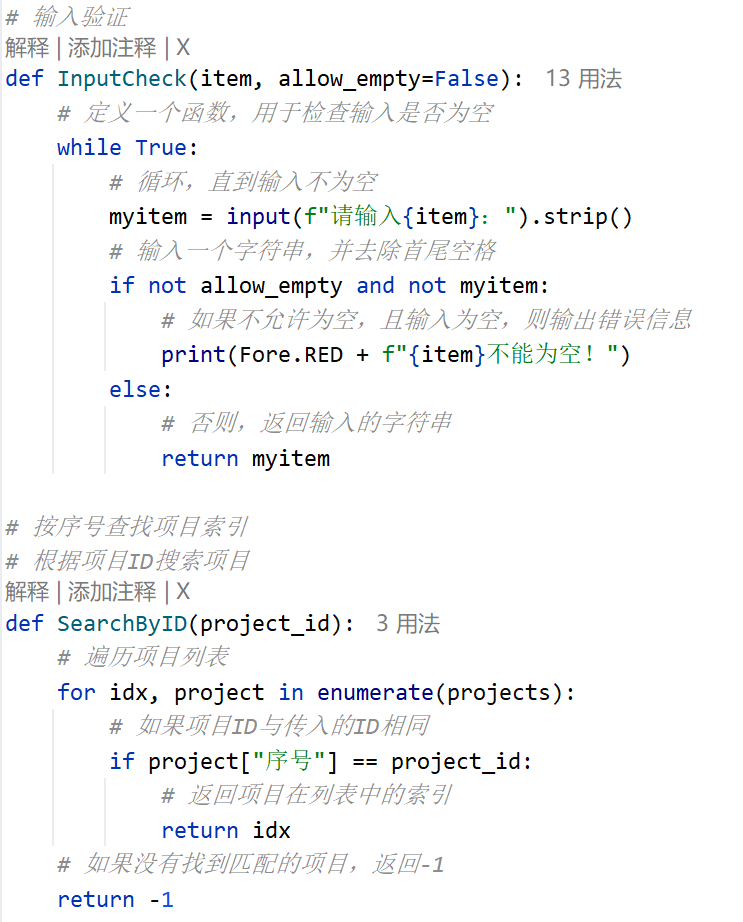 # 输入验证
解释 | 添加注释 | X
def InputCheck(item, allow_empty=False): 13 用法
    # 定义一个函数，用于检查输入是否为空
    while True:
        # 循环，直到输入不为空
        myitem = input(f"请输入{item}：").strip()
        # 输入一个字符串，并去除首尾空格
        if not allow_empty and not myitem:
            # 如果不允许为空，且输入为空，则输出错误信息
            print(Fore.RED + f"{item}不能为空！")
        else:
            # 否则，返回输入的字符串
            return myitem
# 按序号查找项目索引
# 根据项目ID搜索项目
解释 | 添加注释 | X
def SearchByID(project_id): 3 用法
    # 遍历项目列表
    for idx, project in enumerate(projects):
        # 如果项目ID与传入的ID相同
        if project["序号"] == project_id:
            # 返回项目在列表中的索引
            return idx
    # 如果没有找到匹配的项目，返回-1
    return -1